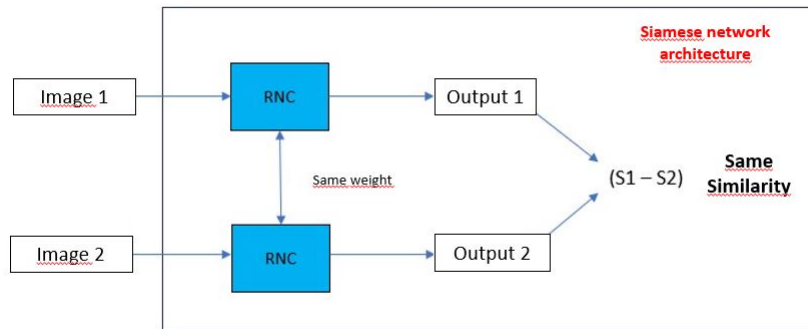 Siamese network
architecture
Image 1
RNC
Output 1
Same weight
(S1 – S2)
Same
Similarity
Image 2
RNC
Output 2